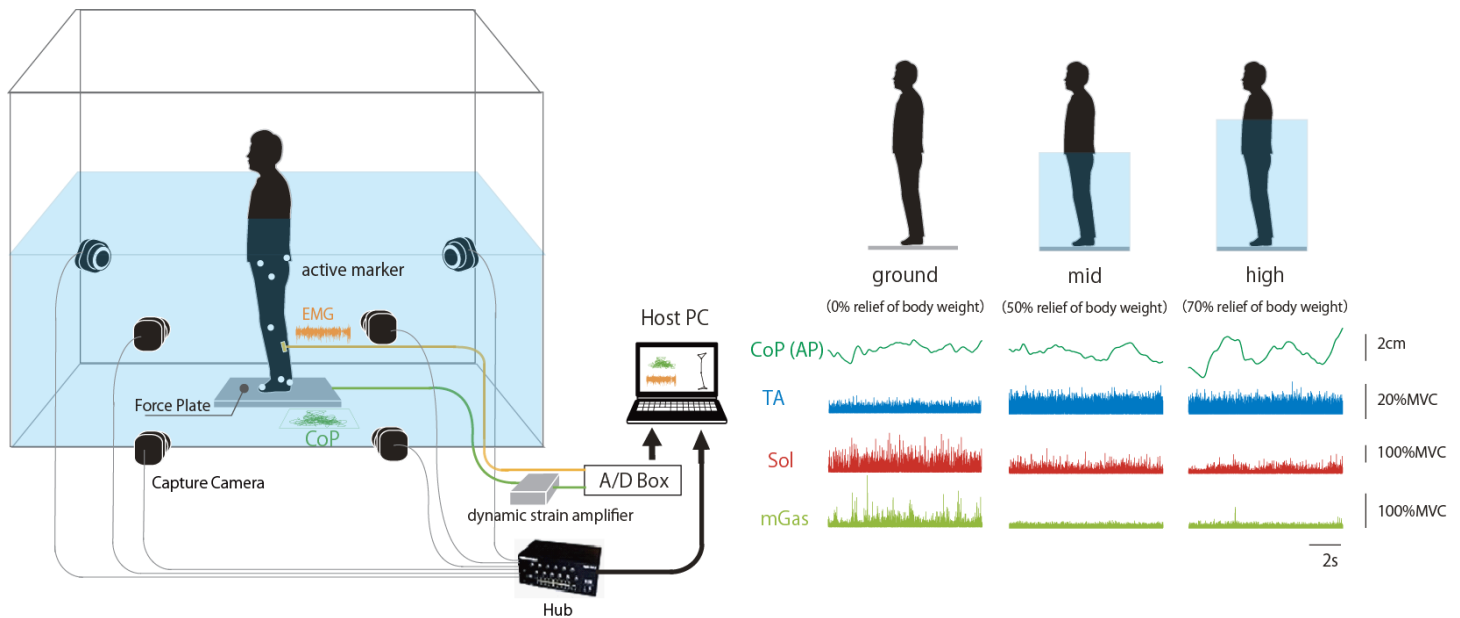 active marker
EMG
Host PC
Force Plate
CoP
Capture Camera
A/D Box
dynamic strain amplifier
Hub
ground
mid
high
(0% relief of body weight)
(50% relief of body weight)
(70% relief of body weight)
CoP (AP)
2cm
TA
20%MVC
Sol
100%MVC
mGas
100%MVC
2s